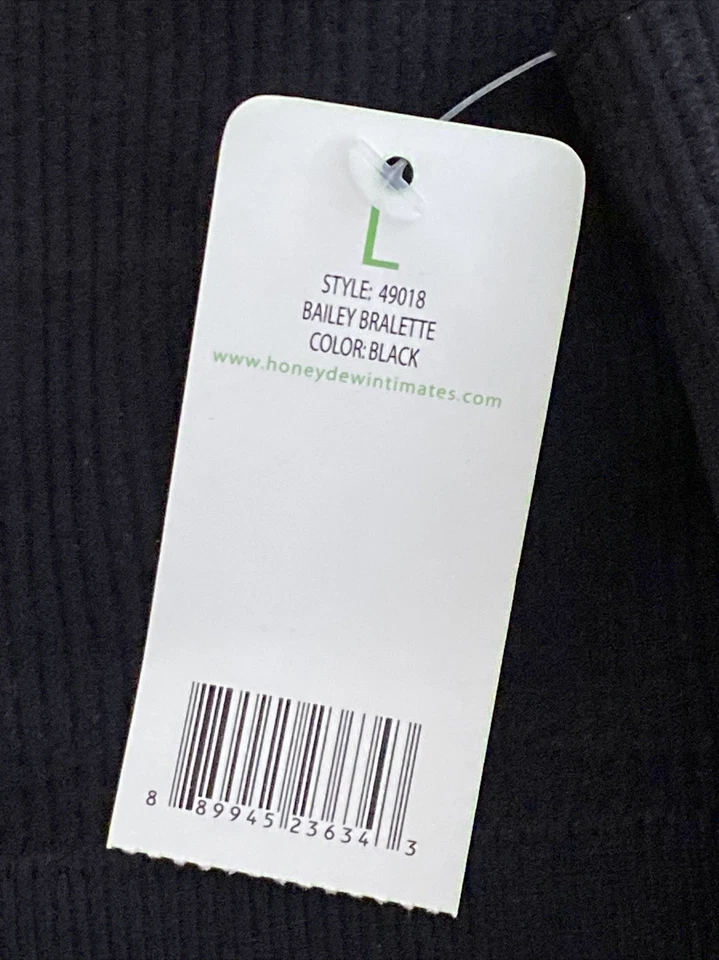 L
STYLE: 49018
BAILEY BRALETTE
COLOR: BLACK
www.honeydewintimates.com
8 89945 23634 3